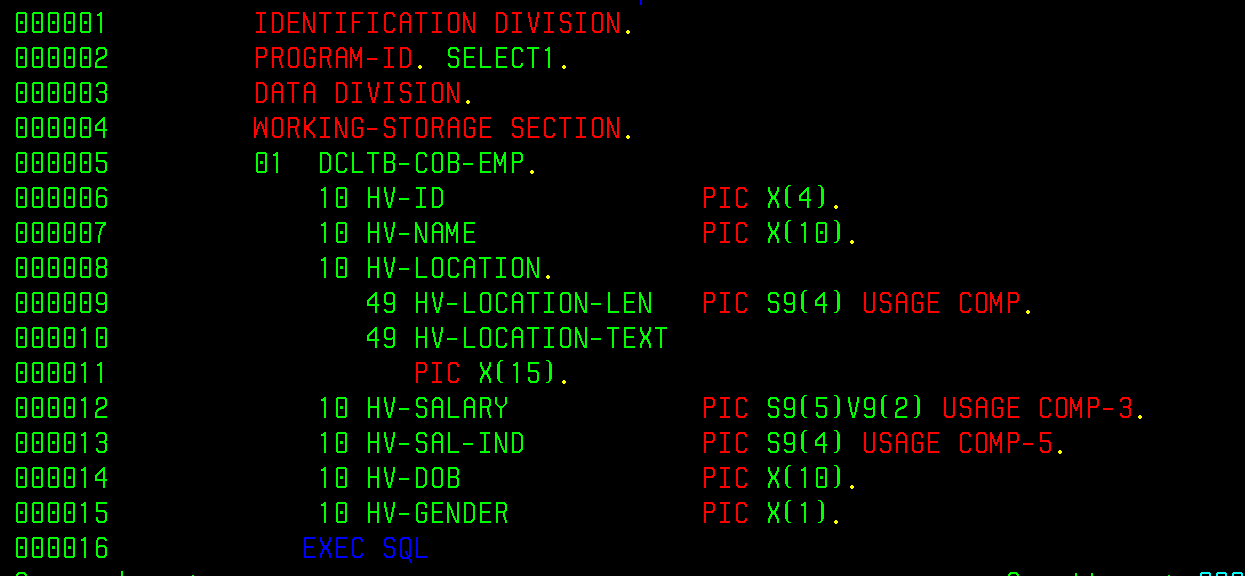 000001 IDENTIFICATION DIVISION.
000002 PROGRAM-ID. SELECT1.
000003 DATA DIVISION.
000004 WORKING-STORAGE SECTION.
000005 01 DCLTB-COB-EMP.
000006 10 HV-ID PIC X(4).
000007 10 HV-NAME PIC X(10).
000008 10 HV-LOCATION.
000009 49 HV-LOCATION-LEN PIC S9(4) USAGE COMP.
000010 49 HV-LOCATION-TEXT
000011 PIC X(15).
000012 10 HV-SALARY PIC S9(5)V9(2) USAGE COMP-3.
000013 10 HV-SAL-IND PIC S9(4) USAGE COMP-5.
000014 10 HV-DOB PIC X(10).
000015 10 HV-GENDER PIC X(1).
000016 EXEC SQL